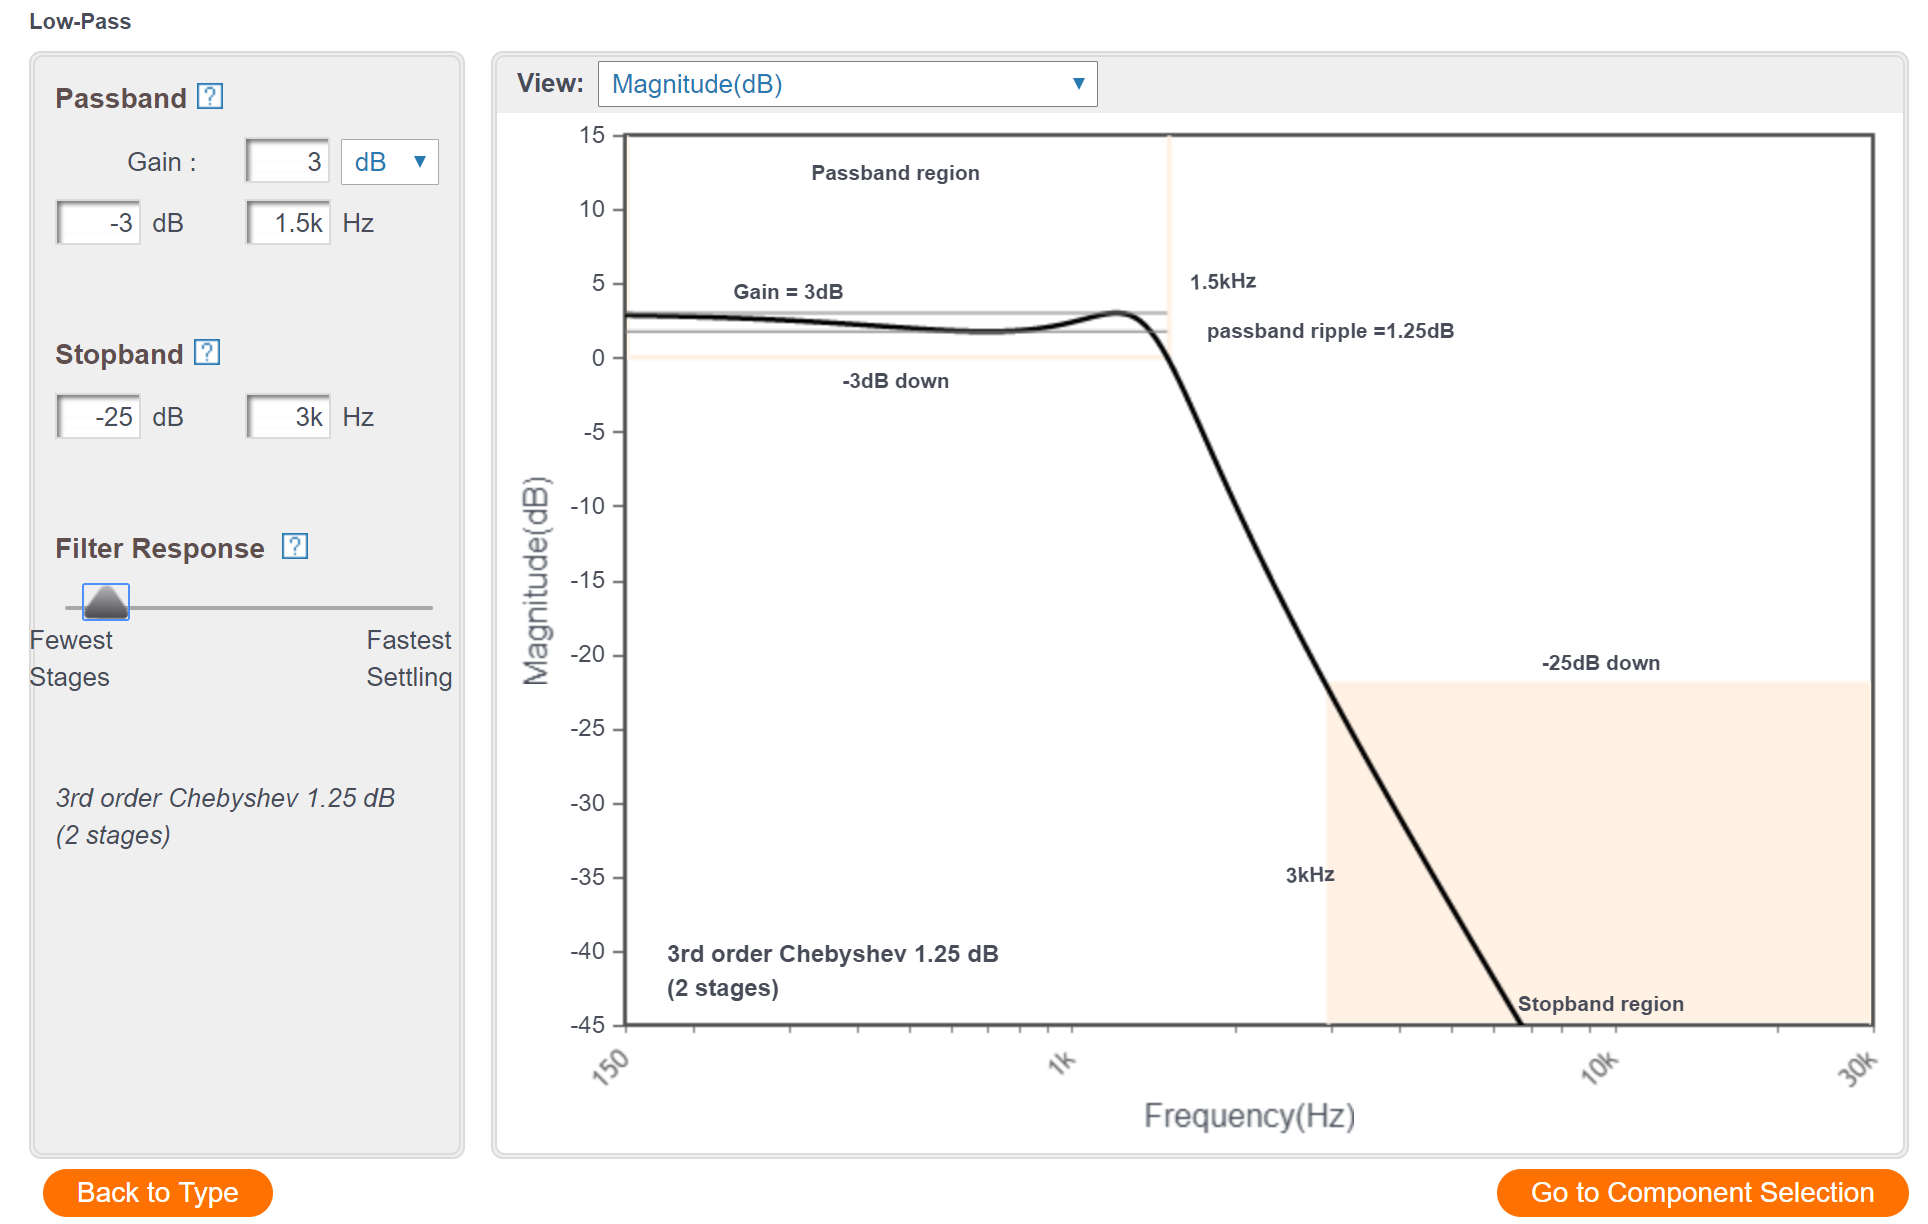 Low-Pass
Passband ?
Gain : 3 dB
-3 dB 1.5k Hz
Stopband ?
-25 dB 3k Hz
Filter Response ?
Fewest Stages
Fastest Settling
3rd order Chebyshev 1.25 dB
(2 stages)
View: Magnitude(dB)
15
10
5
0
-5
-10
-15
-20
-25
-30
-35
-40
-45
Magnitude(dB)
Passband region
Gain = 3dB
1.5kHz
passband ripple =1.25dB
-3dB down
-25dB down
3kHz
3rd order Chebyshev 1.25 dB
(2 stages)
Stopband region
150
1k
10k
30k
Frequency(Hz)
Back to Type
Go to Component Selection